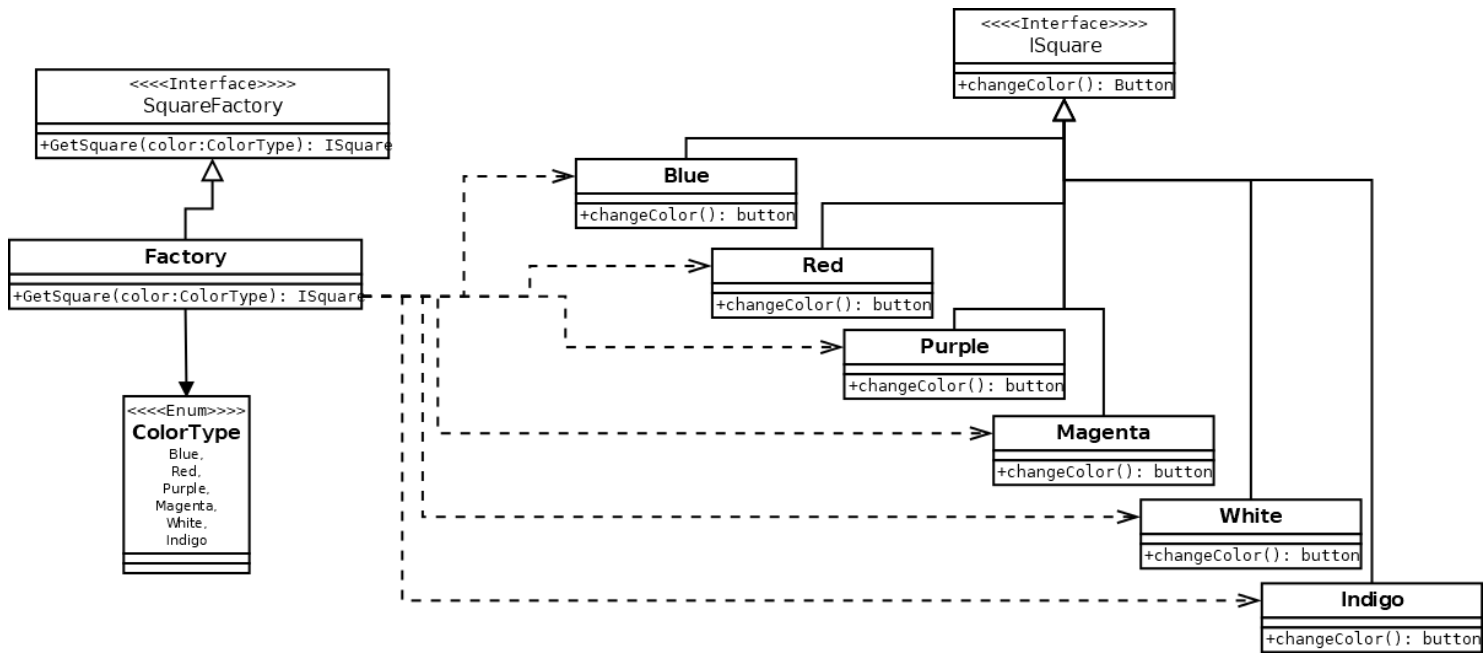 <<<<Interface>>>>
SquareFactory
+GetSquare(color:ColorType): ISquare
Factory
+GetSquare(color:ColorType): ISquare
<<<<Enum>>>>
ColorType
Blue,
Red,
Purple,
Magenta,
White,
Indigo
<<<<Interface>>>>
ISquare
+changeColor(): Button
Blue
+changeColor(): button
Red
+changeColor(): button
Purple
+changeColor(): button
Magenta
+changeColor(): button
White
+changeColor(): button
Indigo
+changeColor(): button